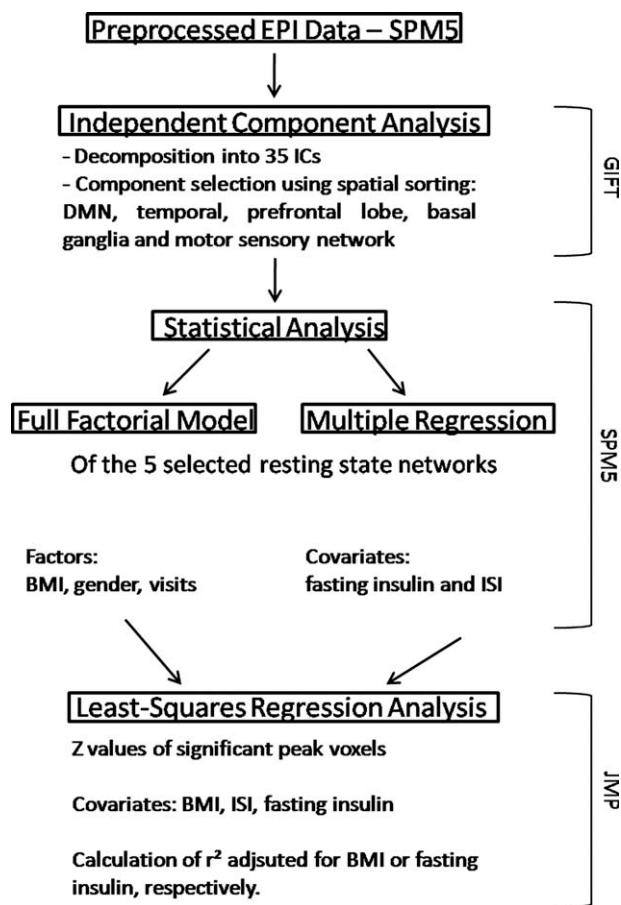 Preprocessed EPI Data – SPM5
Independent Component Analysis
- Decomposition into 35 ICs
- Component selection using spatial sorting:
DMN, temporal, prefrontal lobe, basal
ganglia and motor sensory network
GIFT
Statistical Analysis
Full Factorial Model
Multiple Regression
Of the 5 selected resting state networks
Factors:
BMI, gender, visits
Covariates:
fasting insulin and ISI
SPM5
Least-Squares Regression Analysis
Z values of significant peak voxels
Covariates: BMI, ISI, fasting insulin
Calculation of r² adjsuted for BMI or fasting
insulin, respectively.
JMP